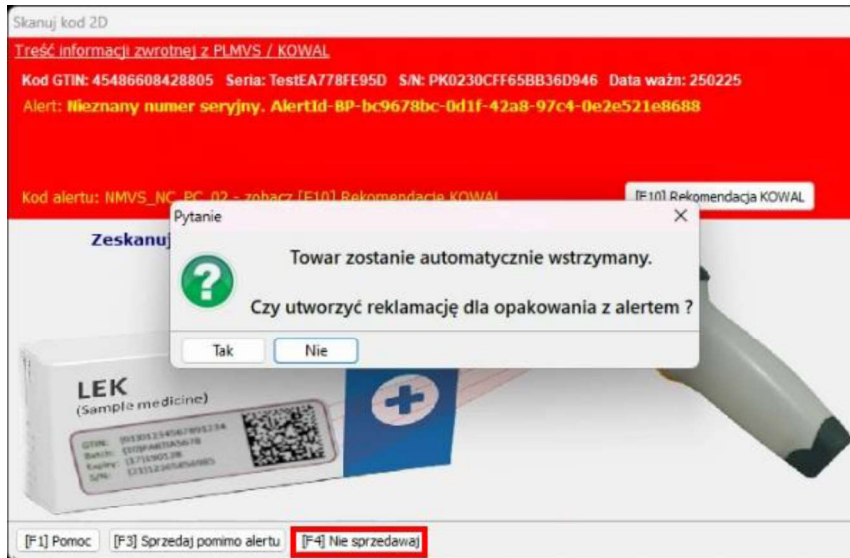 Skanuj kod 2D
Treść informacji zwrotnej z PLMVS / KOWAL
Kod GTIN: 45486608428805 Seria: TestEA778FE95D S/N: PK0230CFF65BB36D946 Data ważn: 250225
Alert: Nieznany numer seryjny. AlertId-BP-bc9678bc-0d1f-42a8-97c4-0e2e521e8688
Kod alertu: NMVS_NC_PC_02 - zobacz [F10] Rekomendacje KOWAL
[F10] Rekomendacja KOWAL
Zeskanuj
Pytanie
Towar zostanie automatycznie wstrzymany.
Czy utworzyć reklamację dla opakowania z alertem ?
Tak Nie
LEK
(Sample medicine)
GTIN:
Batch:
Expiry:
S/N:
[F1] Pomoc [F3] Sprzedaj pomimo alertu [F4] Nie sprzedawaj